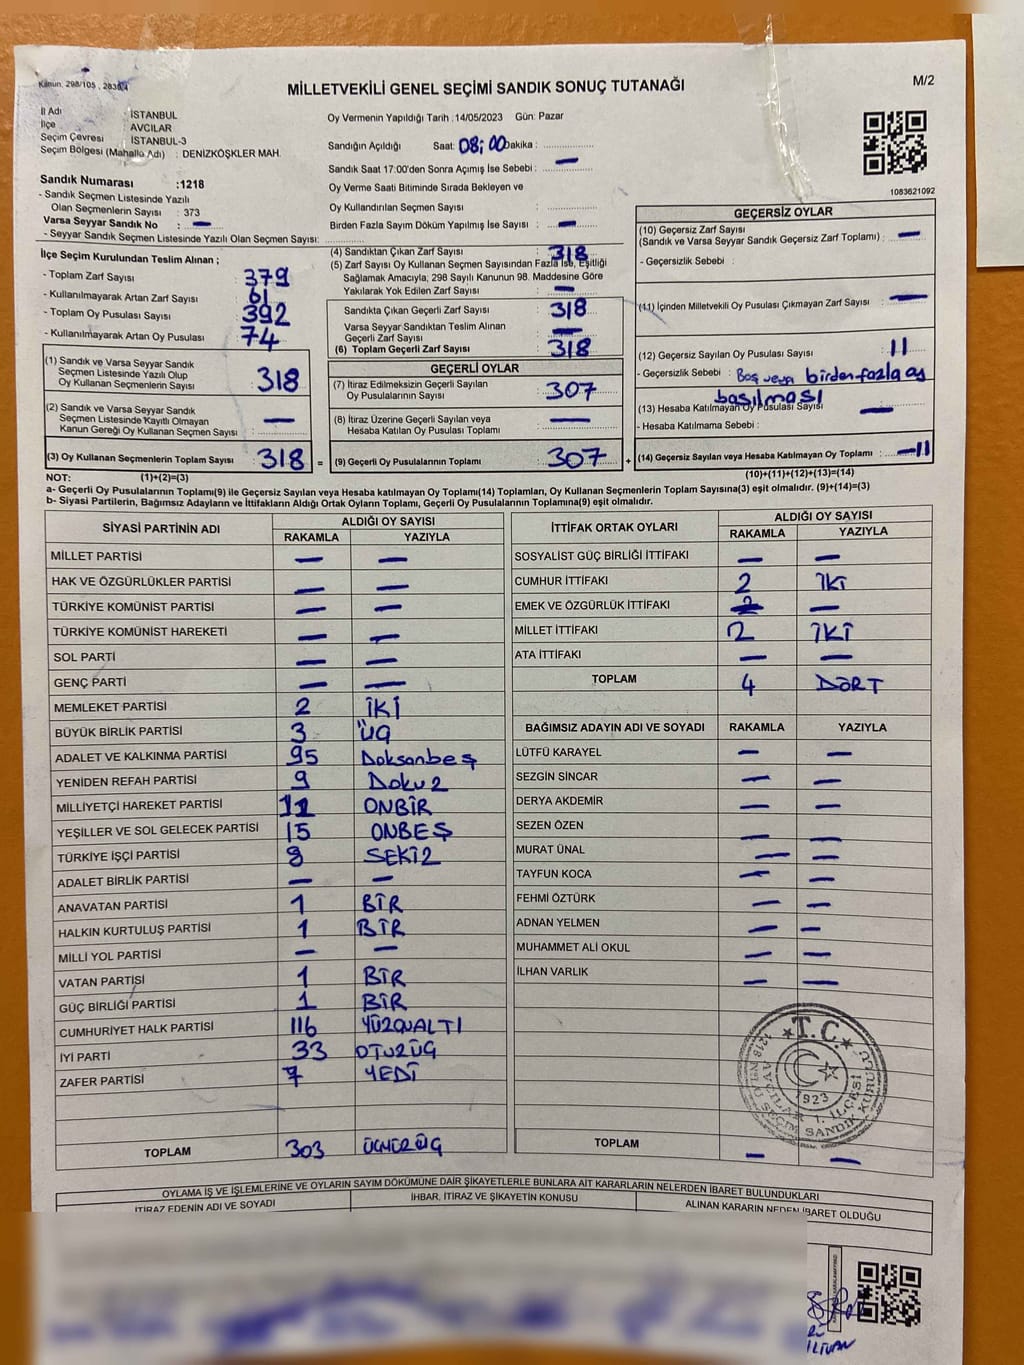 Kanun, 298/105 , 2839/4
MİLLETVEKİLİ GENEL SEÇİMİ SANDIK SONUÇ TUTANAĞI
M/2
İl Adı : İSTANBUL
İlçe : AVCILAR
Seçim Çevresi : İSTANBUL-3
Seçim Bölgesi (Mahalle Adı) : DENİZKÖŞKLER MAH.
Sandık Numarası :1218
- Sandık Seçmen Listesinde Yazılı
Olan Seçmenlerin Sayısı : 373
Varsa Seyyar Sandık No : —
- Seyyar Sandık Seçmen Listesinde Yazılı Olan Seçmen Sayısı:
Oy Vermenin Yapıldığı Tarih :14/05/2023 Gün: Pazar
Sandığın Açıldığı Saat: 08:00 Dakika :
Sandık Saat 17:00'den Sonra Açımış İse Sebebi : —
Oy Verme Saati Bitiminde Sırada Bekleyen ve
Oy Kullandırılan Seçmen Sayısı :
Birden Fazla Sayım Döküm Yapılmış İse Sayısı : —
1083621092
İlçe Seçim Kurulundan Teslim Alınan ;
- Toplam Zarf Sayısı : 379
- Kullanılmayarak Artan Zarf Sayısı : 61
- Toplam Oy Pusulası Sayısı : 392
- Kullanılmayarak Artan Oy Pusulası : 74
(4) Sandıktan Çıkan Zarf Sayısı : 318
(5) Zarf Sayısı Oy Kullanan Seçmen Sayısından Fazla İse, Eşitliği
Sağlamak Amacıyla; 298 Sayılı Kanunun 98. Maddesine Göre
Yakılarak Yok Edilen Zarf Sayısı : —
Sandıkta Çıkan Geçerli Zarf Sayısı : 318
Varsa Seyyar Sandıktan Teslim Alınan
Geçerli Zarf Sayısı : —
(6) Toplam Geçerli Zarf Sayısı : 318
GEÇERSİZ OYLAR
(10) Geçersiz Zarf Sayısı
(Sandık ve Varsa Seyyar Sandık Geçersiz Zarf Toplamı) : —
- Geçersizlik Sebebi :
(11) İçinden Milletvekili Oy Pusulası Çıkmayan Zarf Sayısı : —
(12) Geçersiz Sayılan Oy Pusulası Sayısı : 11
- Geçersizlik Sebebi : Boş veya birden fazla oy
basılması
(13) Hesaba Katılmayan Oy Pusulası Sayısı : —
- Hesaba Katılmama Sebebi :
(14) Geçersiz Sayılan veya Hesaba Katılmayan Oy Toplamı : —11
(10)+(11)+(12)+(13)=(14)
(1) Sandık ve Varsa Seyyar Sandık
Seçmen Listesinde Yazılı Olup
Oy Kullanan Seçmenlerin Sayısı : 318
(2) Sandık ve Varsa Seyyar Sandık
Seçmen Listesinde Kayıtlı Olmayan
Kanun Gereği Oy Kullanan Seçmen Sayısı : —
(3) Oy Kullanan Seçmenlerin Toplam Sayısı : 318 =
GEÇERLİ OYLAR
(7) İtiraz Edilmeksizin Geçerli Sayılan
Oy Pusulalarının Sayısı : 307
(8) İtiraz Üzerine Geçerli Sayılan veya
Hesaba Katılan Oy Pusulası Toplamı : —
(9) Geçerli Oy Pusulalarının Toplamı : 307 +
NOT: (1)+(2)=(3)
a- Geçerli Oy Pusulalarının Toplamı(9) ile Geçersiz Sayılan veya Hesaba katılmayan Oy Toplamı(14) Toplamları, Oy Kullanan Seçmenlerin Toplam Sayısına(3) eşit olmalıdır. (9)+(14)=(3)
b- Siyasi Partilerin, Bağımsız Adayların ve İttifakların Aldığı Ortak Oyların Toplamı, Geçerli Oy Pusulalarının Toplamına(9) eşit olmalıdır.
SİYASİ PARTİNİN ADI ALDIĞI OY SAYISI
RAKAMLA YAZIYLA
MİLLET PARTİSİ — —
HAK VE ÖZGÜRLÜKLER PARTİSİ — —
TÜRKİYE KOMÜNİST PARTİSİ — —
TÜRKİYE KOMÜNİST HAREKETİ — —
SOL PARTİ — —
GENÇ PARTİ — —
MEMLEKET PARTİSİ 2 İKİ
BÜYÜK BİRLİK PARTİSİ 3 ÜÇ
ADALET VE KALKINMA PARTİSİ 95 Doksanbeş
YENİDEN REFAH PARTİSİ 9 DOKUZ
MİLLİYETÇİ HAREKET PARTİSİ 11 ONBİR
YEŞİLLER VE SOL GELECEK PARTİSİ 15 ONBEŞ
TÜRKİYE İŞÇİ PARTİSİ 8 SEKİZ
ADALET BİRLİK PARTİSİ — —
ANAVATAN PARTİSİ 1 BİR
HALKIN KURTULUŞ PARTİSİ 1 BİR
MİLLİ YOL PARTİSİ — —
VATAN PARTİSİ 1 BİR
GÜÇ BİRLİĞİ PARTİSİ 1 BİR
CUMHURİYET HALK PARTİSİ 116 YÜZONALTI
İYİ PARTİ 33 OTUZÜÇ
ZAFER PARTİSİ 7 YEDİ
TOPLAM 303 ÜÇYÜZÜÇ
İTTİFAK ORTAK OYLARI ALDIĞI OY SAYISI
RAKAMLA YAZIYLA
SOSYALİST GÜÇ BİRLİĞİ İTTİFAKI — —
CUMHUR İTTİFAKI 2 İKİ
EMEK VE ÖZGÜRLÜK İTTİFAKI — —
MİLLET İTTİFAKI 2 İKİ
ATA İTTİFAKI — —
TOPLAM 4 DÖRT
BAĞIMSIZ ADAYIN ADI VE SOYADI RAKAMLA YAZIYLA
LÜTFÜ KARAYEL — —
SEZGİN SİNCAR — —
DERYA AKDEMİR — —
SEZEN ÖZEN — —
MURAT ÜNAL — —
TAYFUN KOCA — —
FEHMİ ÖZTÜRK — —
ADNAN YELMEN — —
MUHAMMET ALİ OKUL — —
İLHAN VARLIK — —
T.C.
1923
AVCILAR 1. İLÇESİ
1218 NOLU SEÇİM SANDIK KURULU
TOPLAM — —
OYLAMA İŞ VE İŞLEMLERİNE VE OYLARIN SAYIM DÖKÜMÜNE DAİR ŞİKAYETLERLE BUNLARA AİT KARARLARIN NELERDEN İBARET BULUNDUKLARI
İTİRAZ EDENİN ADI VE SOYADI İHBAR, İTİRAZ VE ŞİKAYETİN KONUSU ALINAN KARARIN NEDEN İBARET OLDUĞU